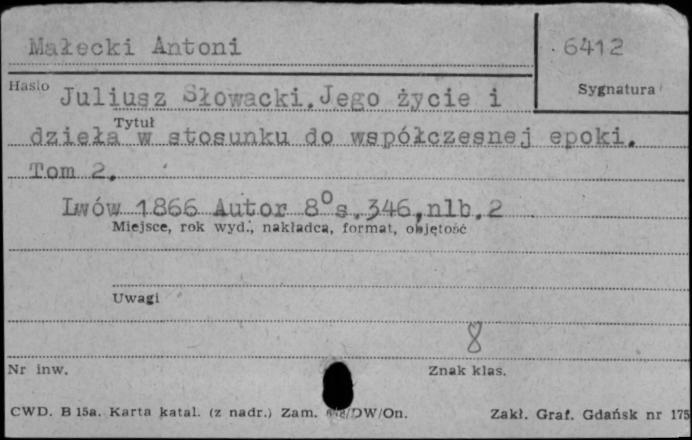 Małecki Antoni
6412
Hasło
Sygnatura
Juliusz Słowacki.Jego życie i
Tytuł
dzieła w stosunku do współczesnej epoki.
Tom 2.
Lwów 1866 Autor 8° s.346,nlb.2
Miejsce, rok wyd., nakładca, format, objętość
Uwagi
8
Nr inw.
Znak klas.
CWD. B 15a. Karta katal. (z nadr.) Zam. /DW/On.
Zakł. Graf. Gdańsk nr 175